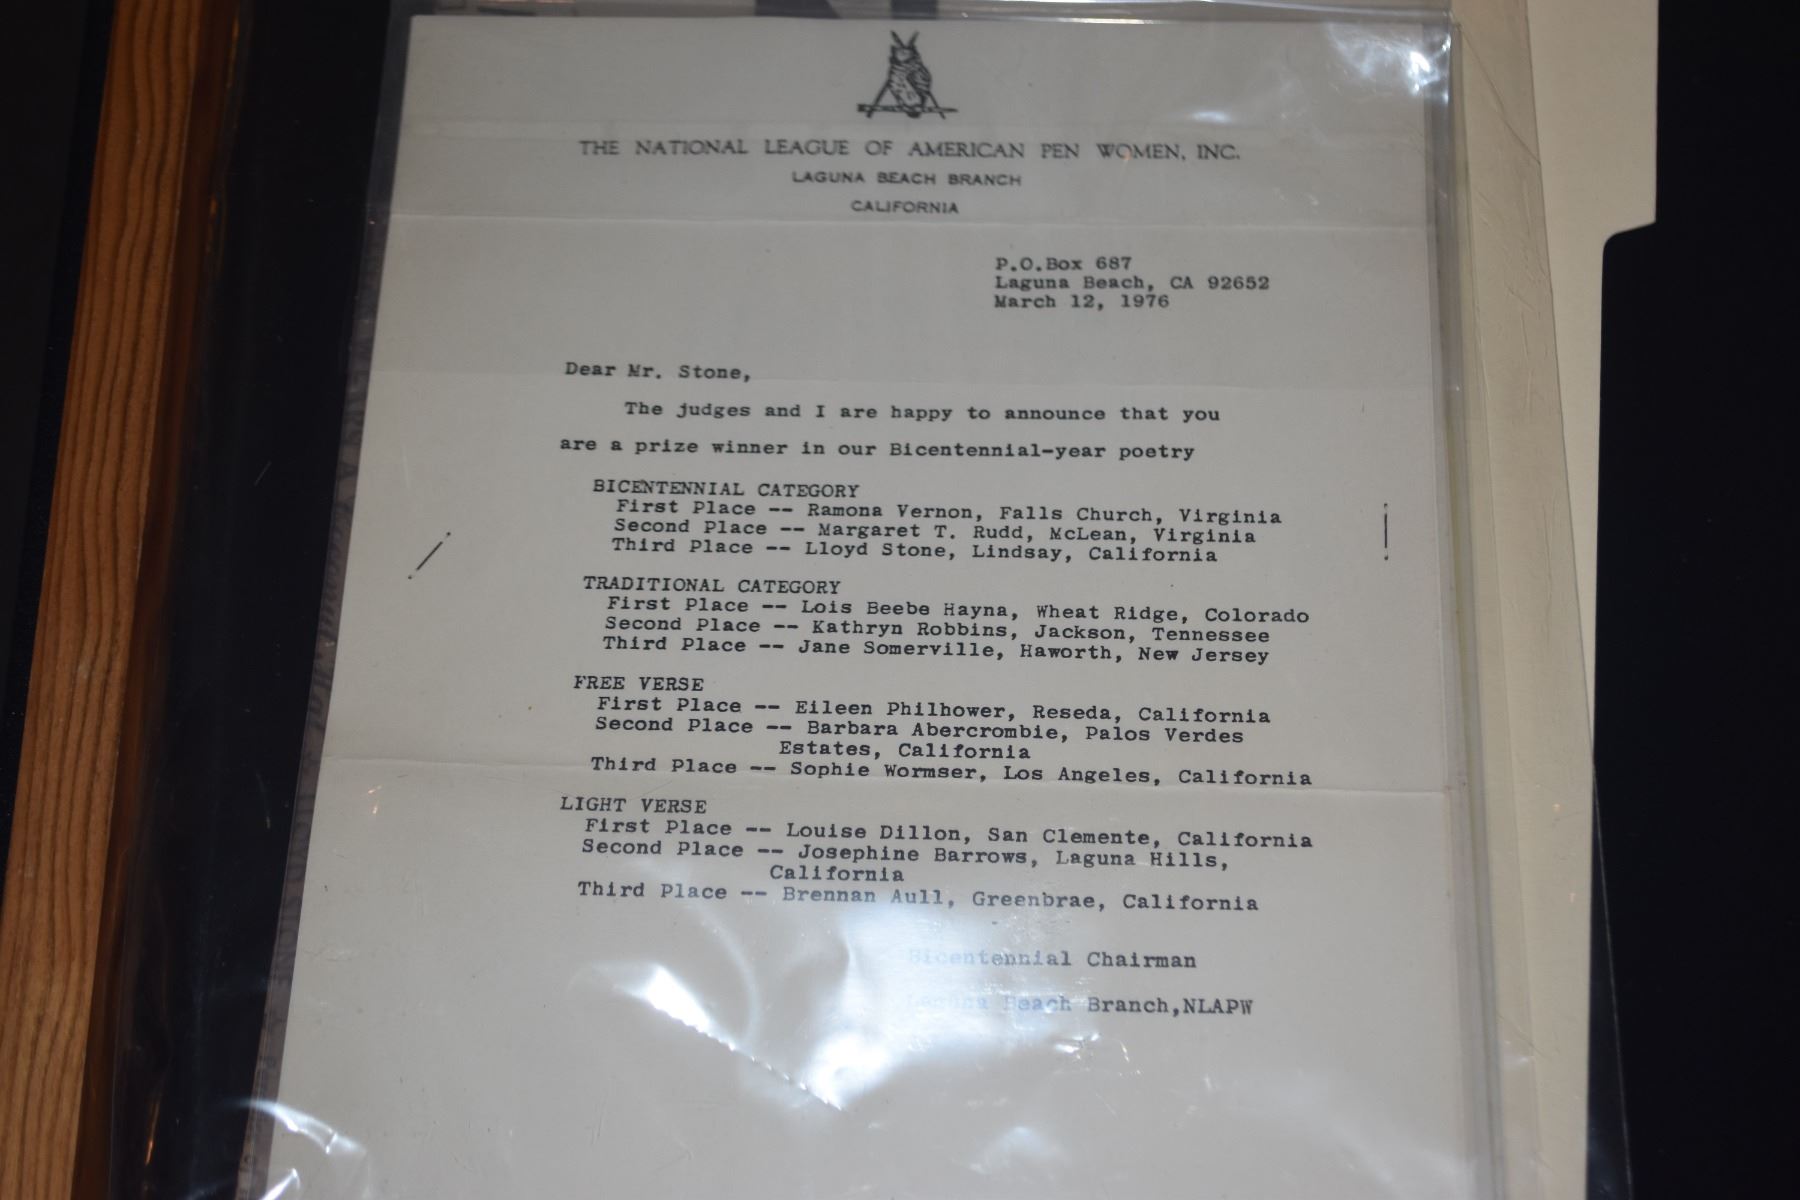 THE NATIONAL LEAGUE OF AMERICAN PEN WOMEN, INC.
LAGUNA BEACH BRANCH
CALIFORNIA
P.O.Box 687
Laguna Beach, CA 92652
March 12, 1976
Dear Mr. Stone,
The judges and I are happy to announce that you
are a prize winner in our Bicentennial-year poetry
BICENTENNIAL CATEGORY
First Place -- Ramona Vernon, Falls Church, Virginia
Second Place -- Margaret T. Rudd, McLean, Virginia
Third Place -- Lloyd Stone, Lindsay, California
TRADITIONAL CATEGORY
First Place -- Lois Beebe Hayna, Wheat Ridge, Colorado
Second Place -- Kathryn Robbins, Jackson, Tennessee
Third Place -- Jane Somerville, Haworth, New Jersey
FREE VERSE
First Place -- Eileen Philhower, Reseda, California
Second Place -- Barbara Abercrombie, Palos Verdes
Estates, California
Third Place -- Sophie Wormser, Los Angeles, California
LIGHT VERSE
First Place -- Louise Dillon, San Clemente, California
Second Place -- Josephine Barrows, Laguna Hills,
California
Third Place -- Brennan Aull, Greenbrae, California
Bicentennial Chairman
Laguna Beach Branch,NLAPW